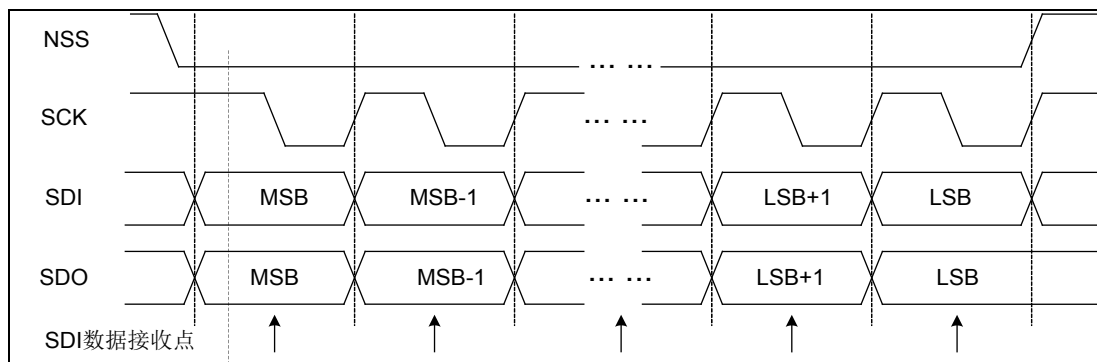 NSS
... ...
SCK
... ...
SDI MSB MSB-1 ... ... LSB+1 LSB
SDO MSB MSB-1 ... ... LSB+1 LSB
SDI数据接收点